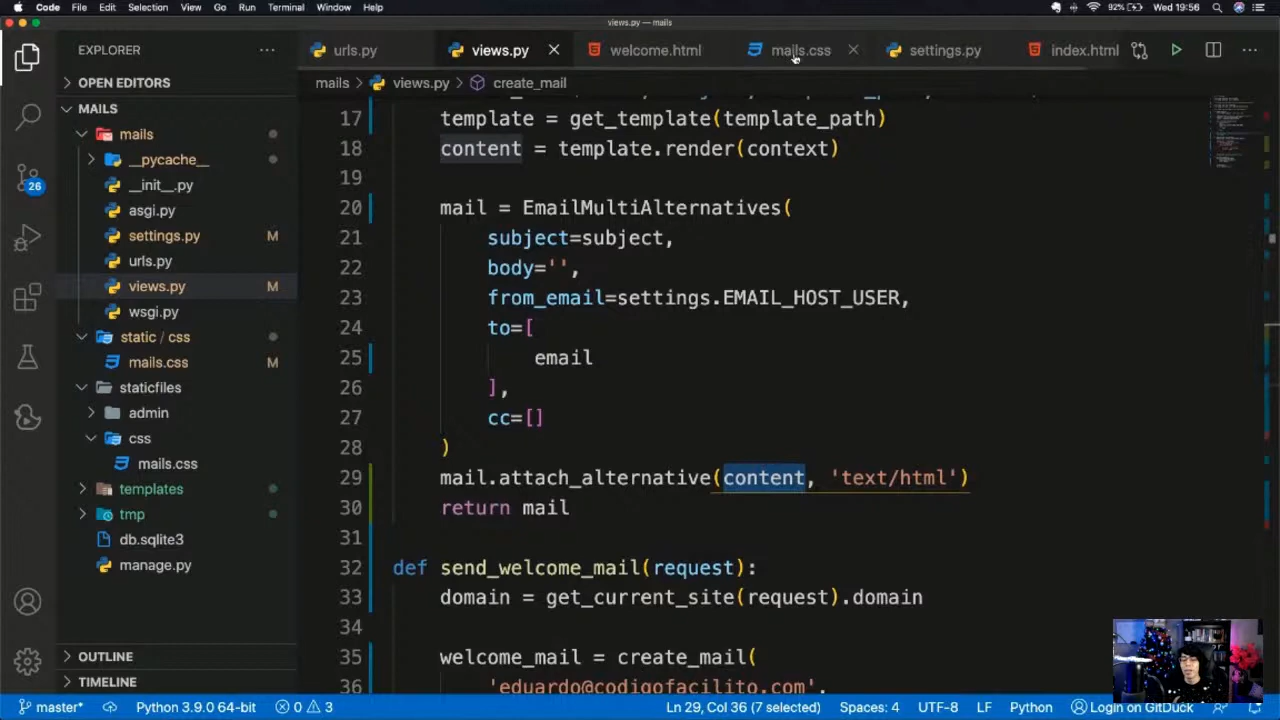 Code File Edit Selection View Go Run Terminal Window Help 92% Wed 19:56
views.py — mails
EXPLORER
urls.py views.py welcome.html mails.css settings.py index.html
OPEN EDITORS
mails > views.py > create_mail
MAILS
mails
__pycache__
__init__.py
asgi.py
settings.py M
urls.py
views.py M
wsgi.py
static / css
mails.css M
staticfiles
admin
css
mails.css
templates
tmp
db.sqlite3
manage.py
OUTLINE
TIMELINE
26
17 template = get_template(template_path)
18 content = template.render(context)
19
20 mail = EmailMultiAlternatives(
21 subject=subject,
22 body='',
23 from_email=settings.EMAIL_HOST_USER,
24 to=[
25 email
26 ],
27 cc=[]
28 )
29 mail.attach_alternative(content, 'text/html')
30 return mail
31
32 def send_welcome_mail(request):
33 domain = get_current_site(request).domain
34
35 welcome_mail = create_mail(
36 'eduardo@codigofacilito.com',
master* Python 3.9.0 64-bit 0 3 Ln 29, Col 36 (7 selected) Spaces: 4 UTF-8 LF Python Login on GitDuck